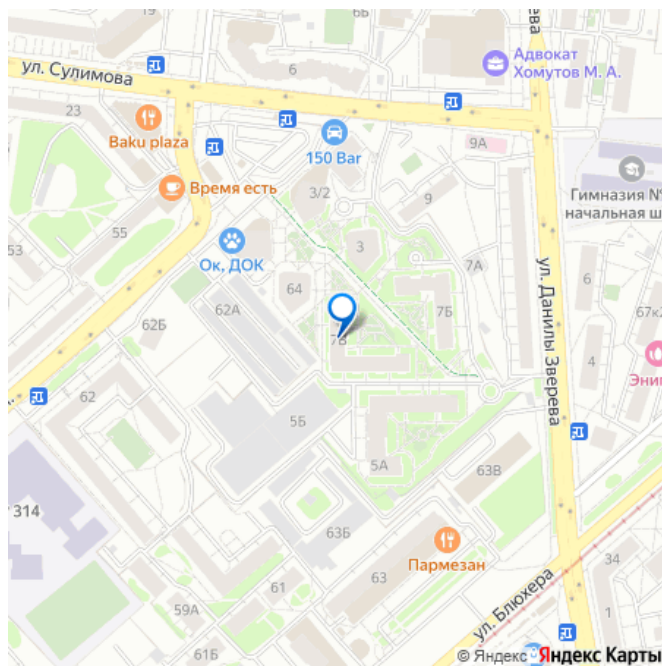 ева
Адвокат
Хомутов М. А.
ул. Сулимова
6
23
Baku plaza
150 Bar
9А
Время есть
3/2
9
Гимназия №
начальная ш
55
53
Ок, ДОК
3
7А
ул. Данилы Зверева
6
64
62А
7Б
67к2
62Б
7В
4
Эни
62
5Б
5А
63В
314
63Б
Пармезан
34
61
63
59А
ул. Блюхера
1
61Б
© Яндекс
Яндекс Карты